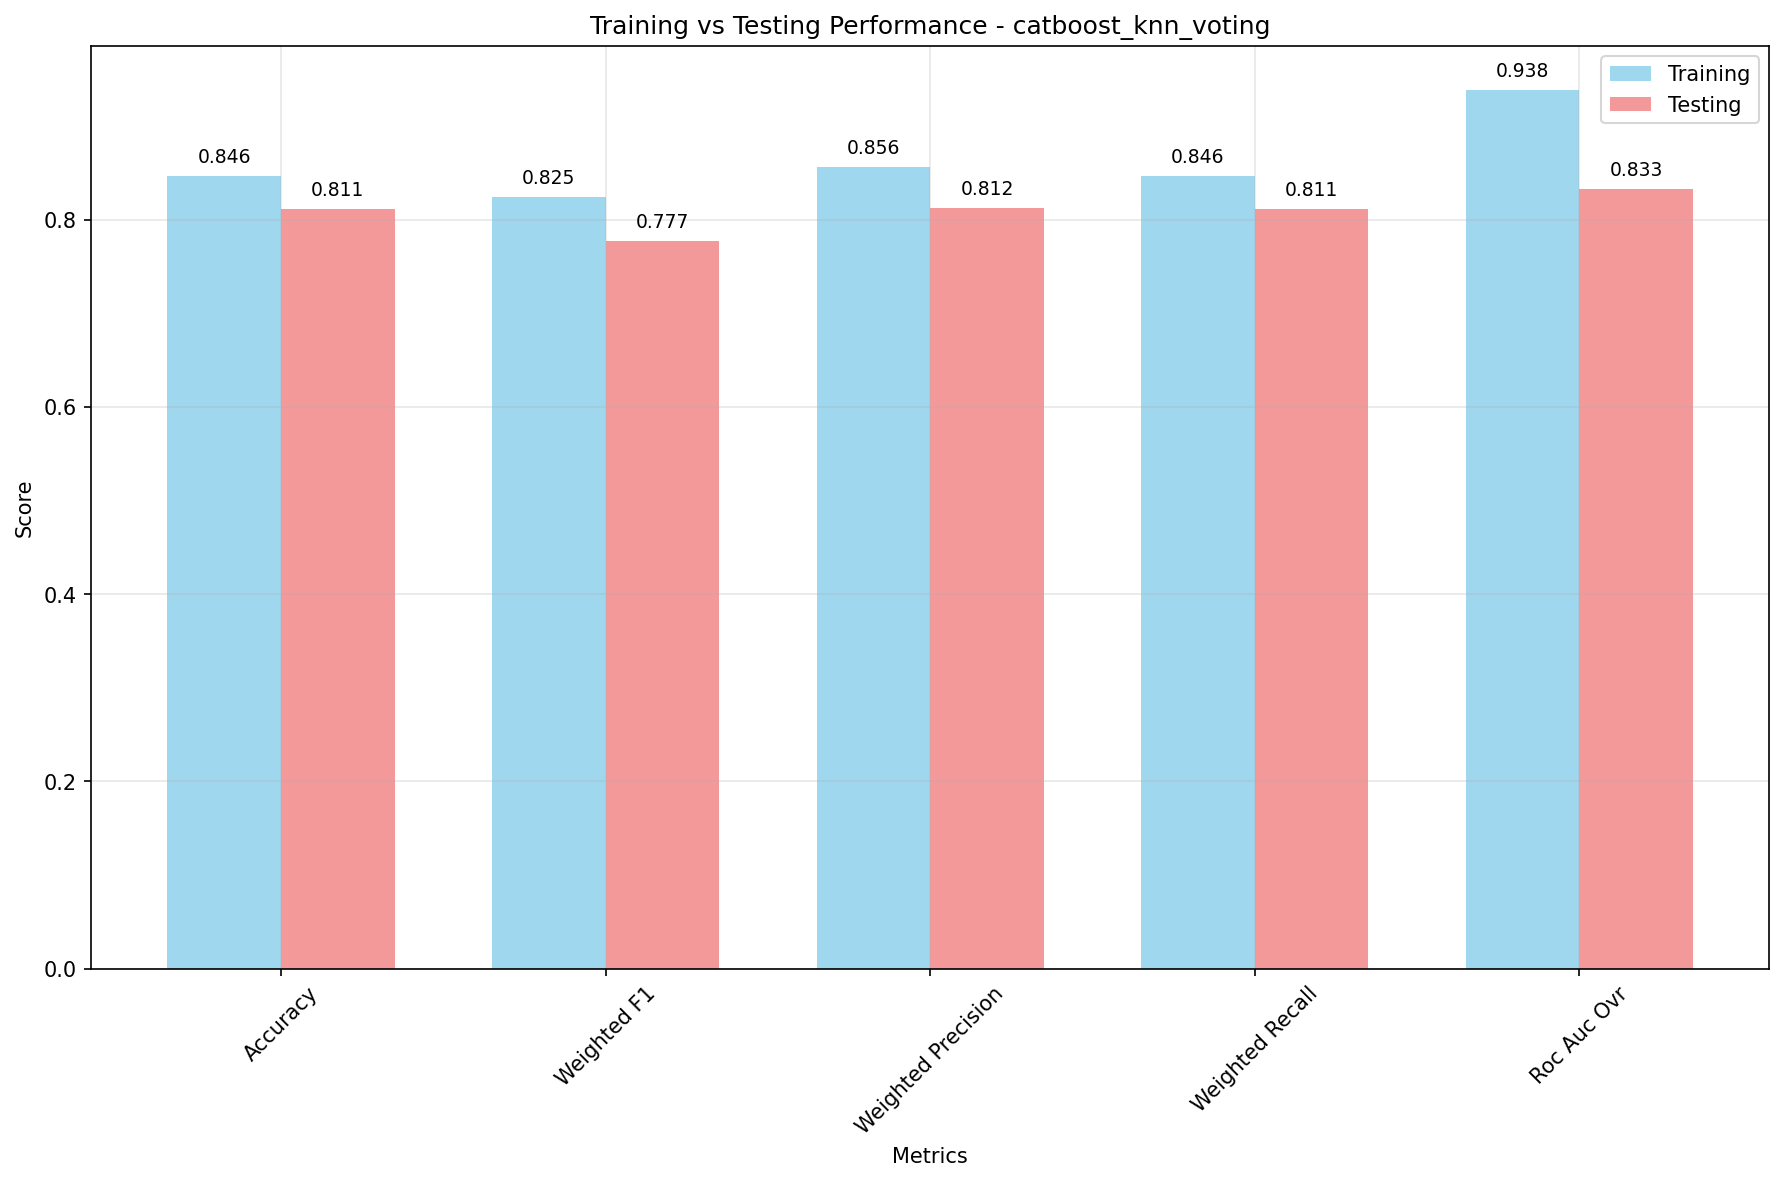 Training vs Testing Performance - catboost_knn_voting
Training
Testing
0.846
0.811
0.825
0.777
0.856
0.812
0.846
0.811
0.938
0.833
Score
0.8
0.6
0.4
0.2
0.0
Accuracy
Weighted F1
Weighted Precision
Weighted Recall
Roc Auc Ovr
Metrics